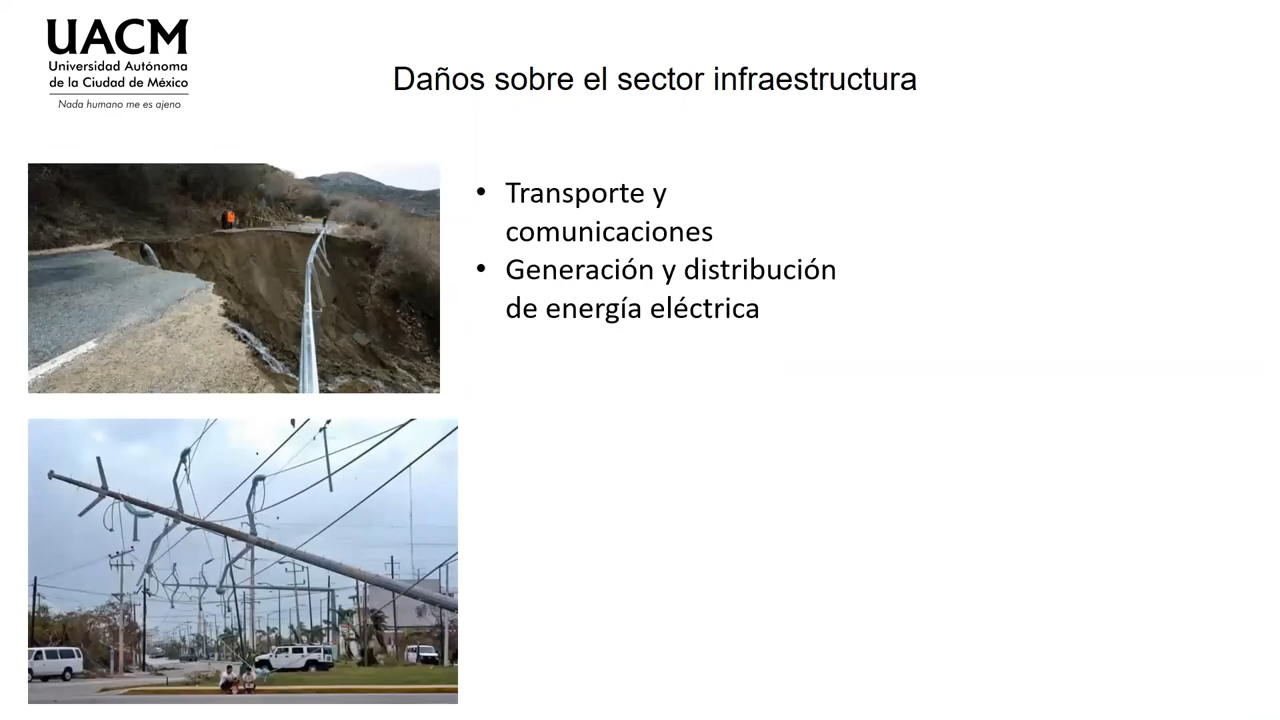 UACM
Universidad Autónoma
de la Ciudad de México
Nada humano me es ajeno
Daños sobre el sector infraestructura
• Transporte y
comunicaciones
• Generación y distribución
de energía eléctrica